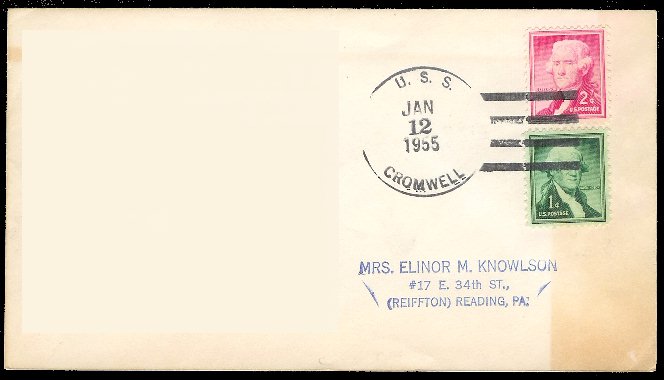 U. S. S.
JAN
12
1955
CROMWELL
2¢
U.S. POSTAGE
1¢
U.S. POSTAGE
MRS. ELINOR M. KNOWLSON
#17 E. 34th ST.,
(REIFFTON) READING, PA.